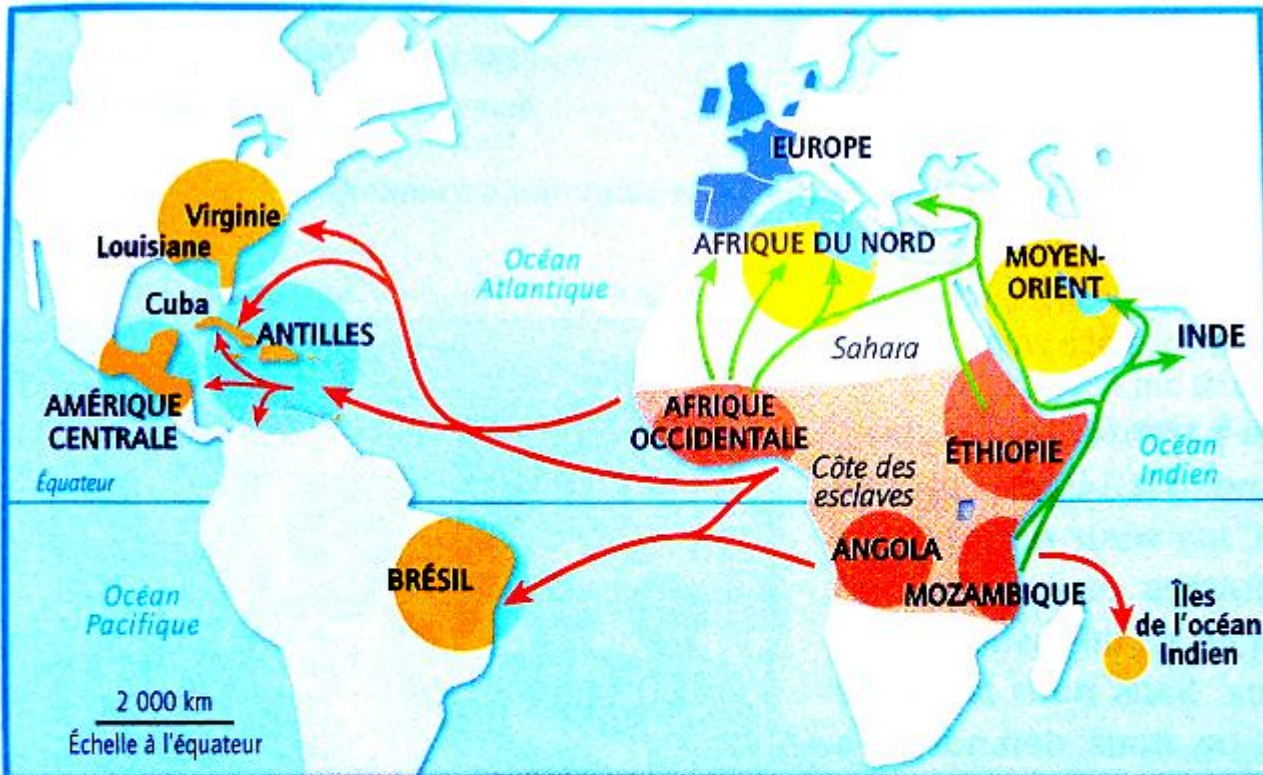 EUROPE
Virginie
Louisiane
AFRIQUE DU NORD
MOYEN-
ORIENT
Océan
Atlantique
Cuba
ANTILLES
INDE
Sahara
AMÉRIQUE
CENTRALE
AFRIQUE
OCCIDENTALE
ÉTHIOPIE
Océan
Indien
Côte des
esclaves
Équateur
ANGOLA
BRÉSIL
MOZAMBIQUE
Océan
Pacifique
Îles
de l'océan
Indien
2 000 km
Échelle à l'équateur